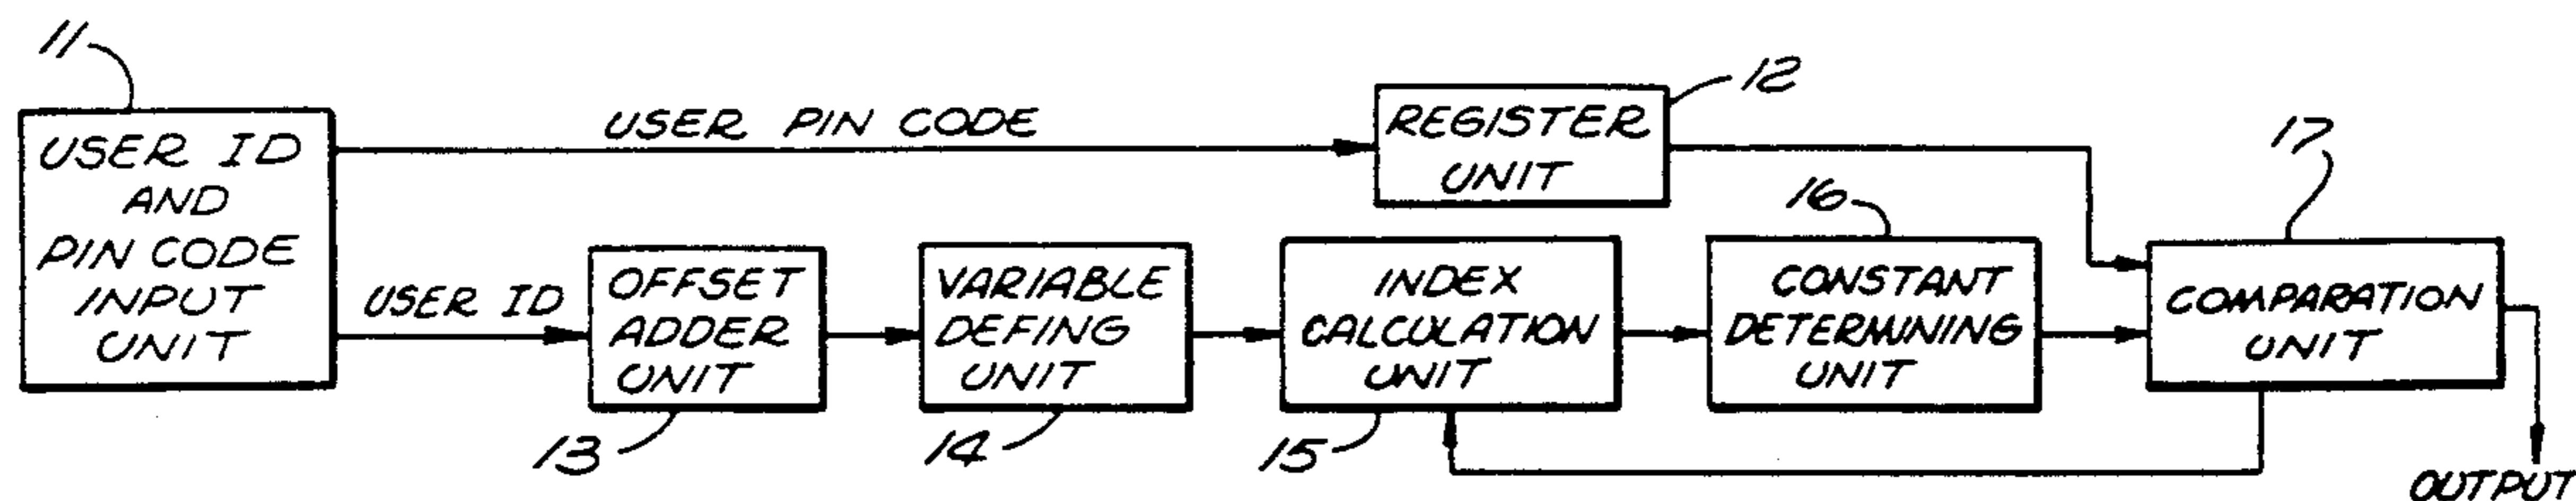 11
USER ID
AND
PIN CODE
INPUT
UNIT
USER PIN CODE
REGISTER
UNIT
12
USER ID
OFFSET
ADDER
UNIT
13
VARIABLE
DEFING
UNIT
14
INDEX
CALCULATION
UNIT
15
CONSTANT
DETERMINING
UNIT
16
COMPARATION
UNIT
17
OUTPUT